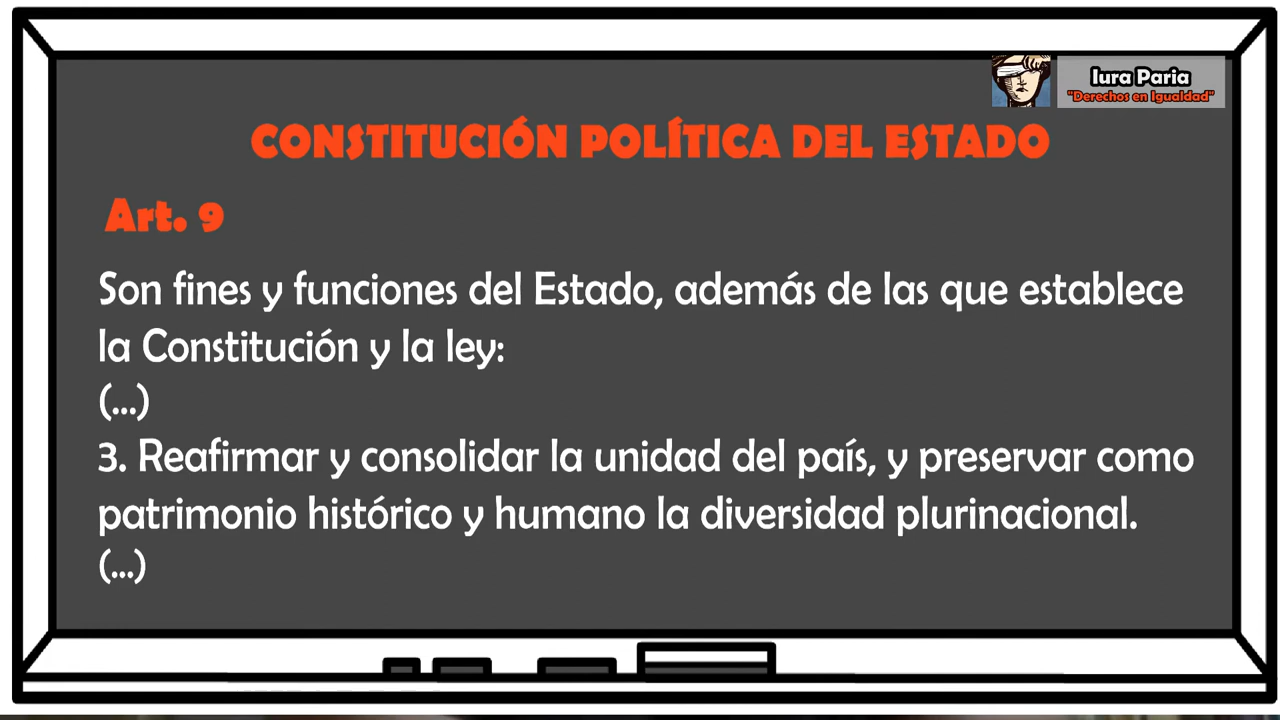 Iura Paria
"Derechos en Igualdad"
CONSTITUCIÓN POLÍTICA DEL ESTADO
Art. 9
Son fines y funciones del Estado, además de las que establece
la Constitución y la ley:
(...)
3. Reafirmar y consolidar la unidad del país, y preservar como
patrimonio histórico y humano la diversidad plurinacional.
(...)